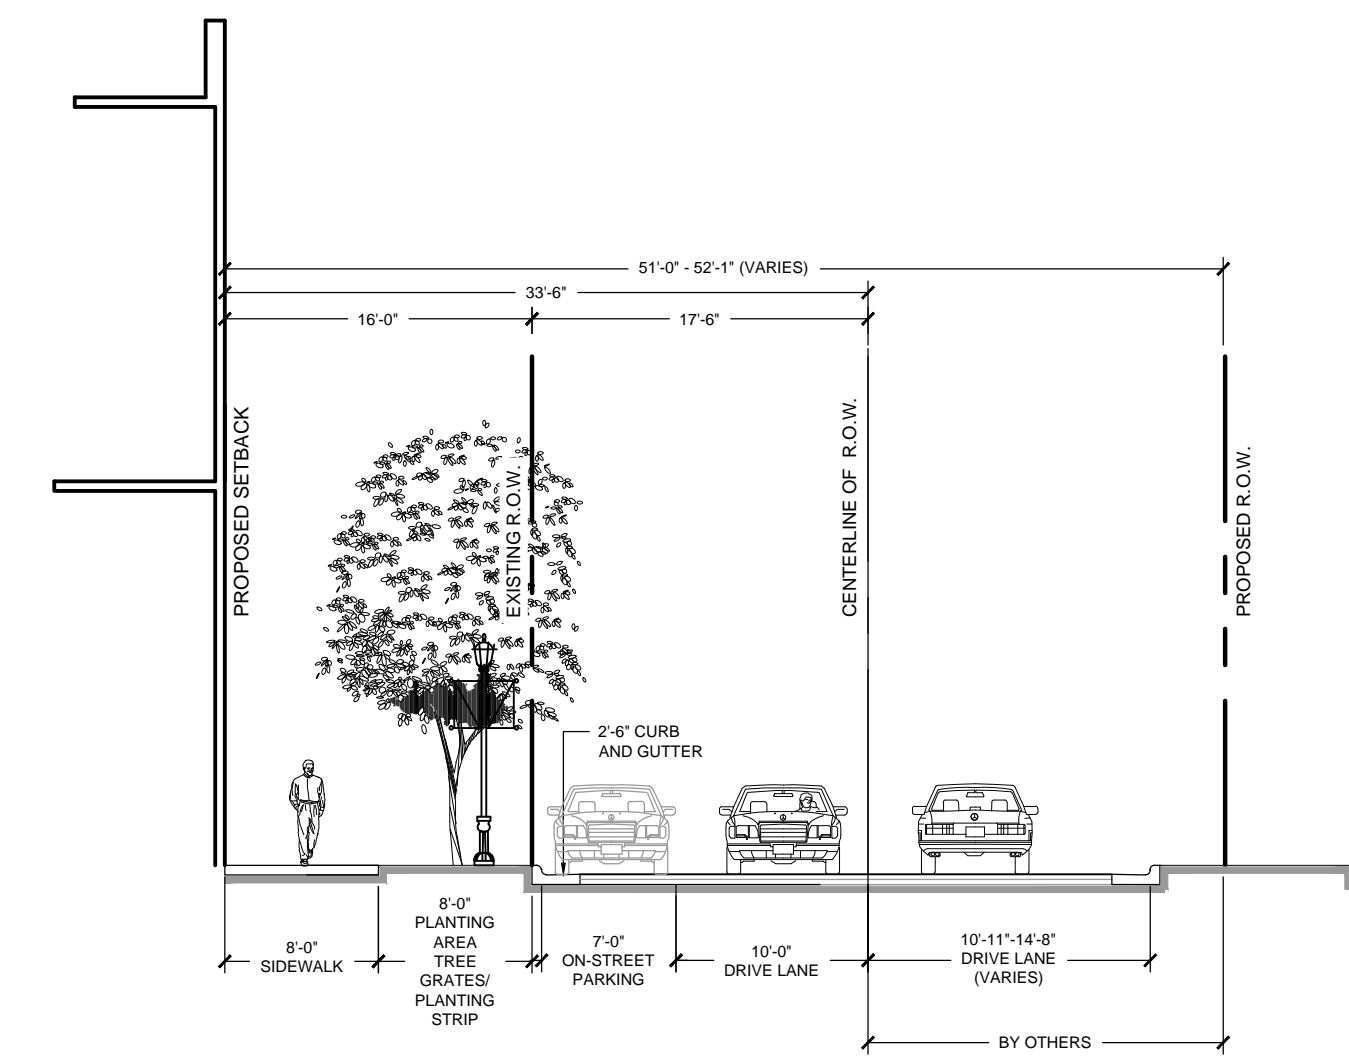 51'-0" - 52'-1" (VARIES)
33'-6"
16'-0"
17'-6"
PROPOSED SETBACK
EXISTING R.O.W.
CENTERLINE OF R.O.W.
PROPOSED R.O.W.
2'-6" CURB
AND GUTTER
8'-0"
SIDEWALK
8'-0"
PLANTING
AREA
TREE
GRATES/
PLANTING
STRIP
7'-0"
ON-STREET
PARKING
10'-0"
DRIVE LANE
10'-11"-14'-8"
DRIVE LANE
(VARIES)
BY OTHERS